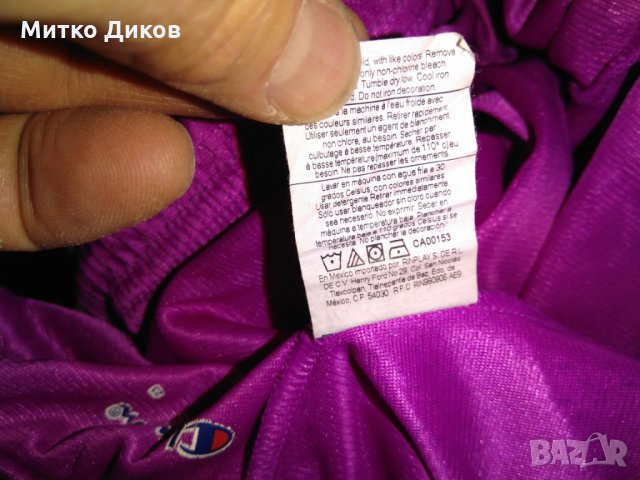 Митко Диков
ld, with like colors. Remove
only non-chlorine bleach
Tumble dry low. Cool iron
d. Do not iron decoration.
à la machine à l'eau froide avec
des couleurs similaires. Retirer rapidement.
Utiliser seulement un agent de blanchiment
non chlore, au besoin. Sécher par
culbutage à basse température. Repasser
à basse température(maximum de 110° c)au
besoin. Ne pas repasser les ornements.
Lavar en máquina con agua fría a 30
grados Celsius, con colores similares.
Usar detergente Retirar immediatamente.
Sólo usar blanqueador sin cloro cuando
sea necesario. No exprimir. Secar en
temperatura baja. Planchar a
temperatura baja a 110 grados Celsius si se
necesita. No planchar la decoración/
CA00153
En Mexico importado por: RINPLAY S. DE R.L
DE C.V. Henry Ford No 29. Col. San Nicolás
Tlaxcolpan, Tlalnepantla de Baz, Edo. de
México, C.P. 54030. R.F.C. RIN980806 AE9
BAZAR